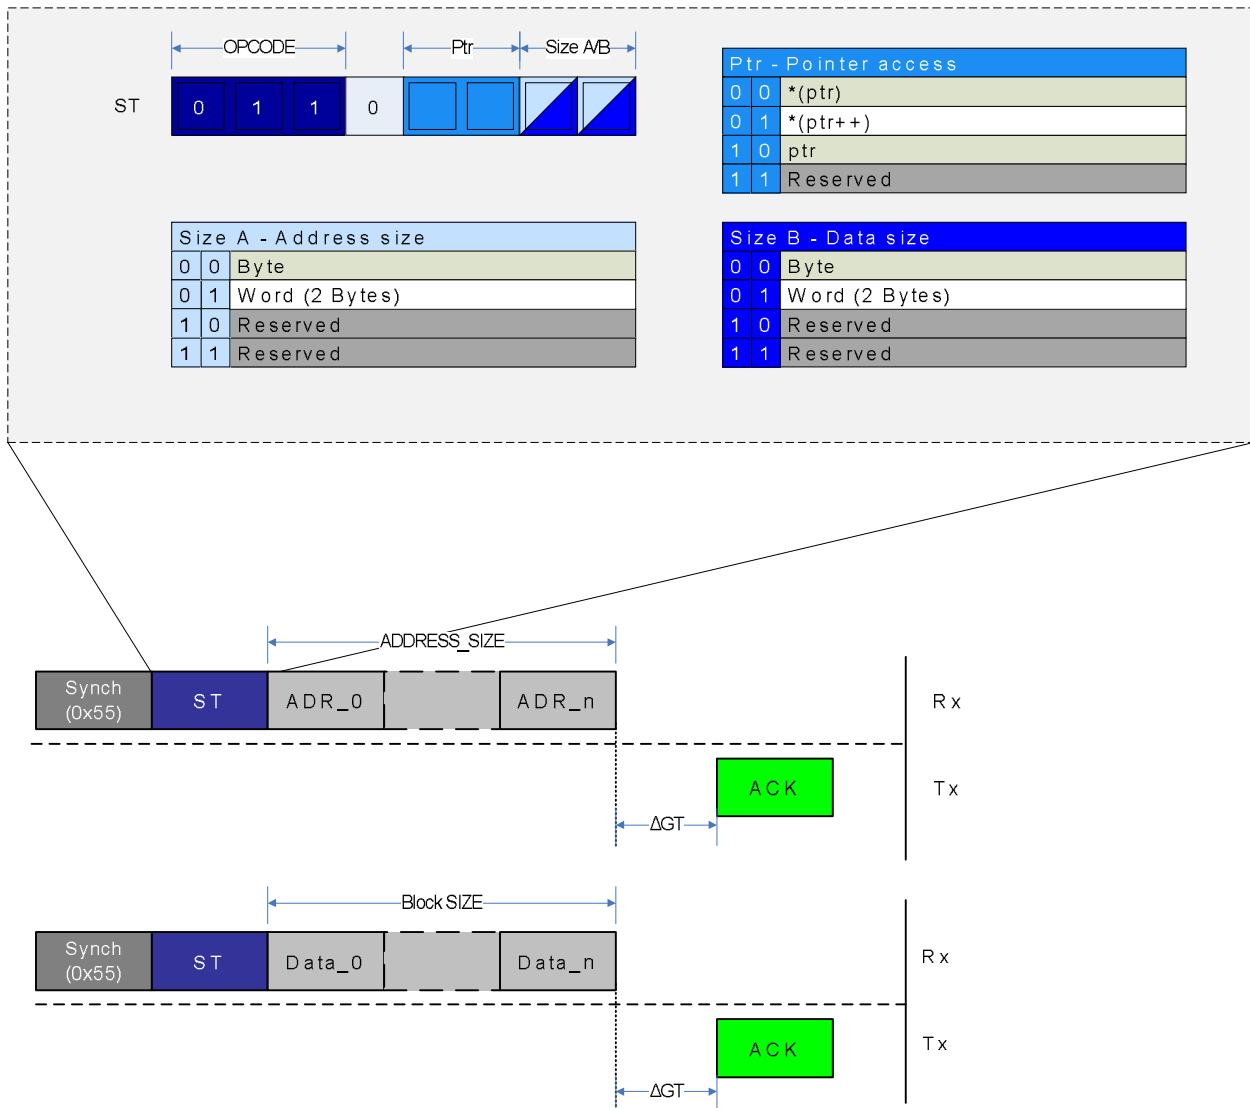 OPCODE Ptr Size A/B
ST 0 1 1 0
Ptr - Pointer access
0 0 *(ptr)
0 1 *(ptr++)
1 0 ptr
1 1 Reserved
Size A - Address size
0 0 Byte
0 1 Word (2 Bytes)
1 0 Reserved
1 1 Reserved
Size B - Data size
0 0 Byte
0 1 Word (2 Bytes)
1 0 Reserved
1 1 Reserved
ADDRESS_SIZE
Synch
(0x55)
ST ADR_0 ADR_n Rx
ACK Tx
ΔGT
Block SIZE
Synch
(0x55)
ST Data_0 Data_n Rx
ACK Tx
ΔGT